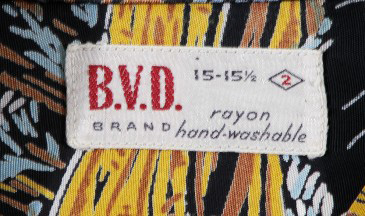 B.V.D.
BRAND
15-15½ 2
rayon
hand-washable